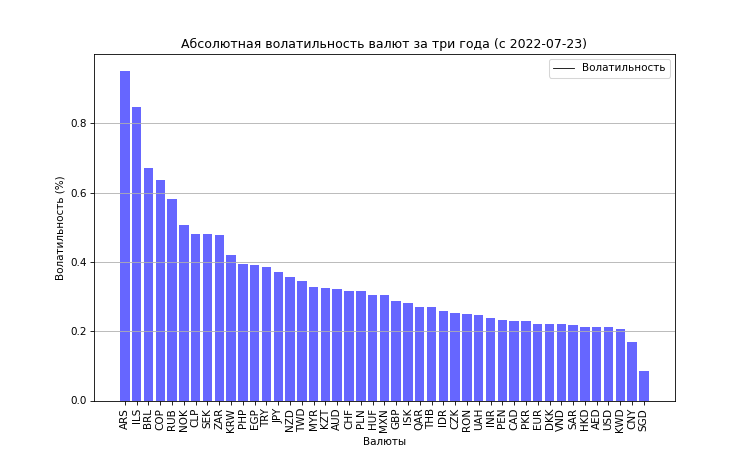 Абсолютная волатильность валют за три года (с 2022-07-23)
Волатильность
Волатильность (%)
0.8
0.6
0.4
0.2
0.0
ARS ILS BRL COP RUB NOK CLP SEK ZAR KRW PHP EGP TRY JPY NZD TWD MYR KZT AUD CHF PLN HUF MXN GBP ISK QAR THB IDR CZK RON UAH INR PEN CAD PKR EUR DKK VND SAR HKD AED USD KWD CNY SGD
Валюты